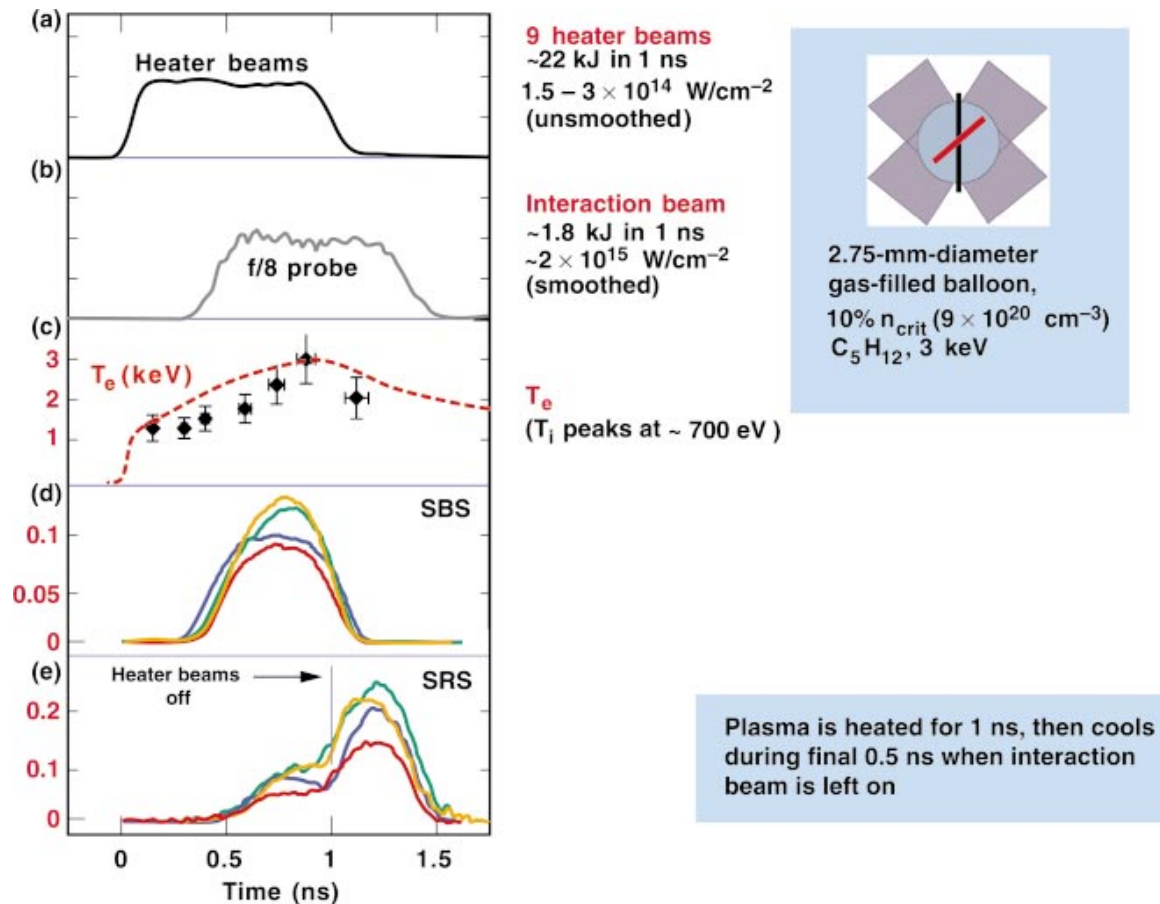 (a)
Heater beams
(b)
f/8 probe
(c)
3
2
1
T_e (keV)
(d)
SBS
0.1
0.05
0
(e)
Heater beams
off
SRS
0.2
0.1
0
0 0.5 1 1.5
Time (ns)
9 heater beams
~22 kJ in 1 ns
1.5 – 3 × 10^14 W/cm^–2
(unsmoothed)
Interaction beam
~1.8 kJ in 1 ns
~2 × 10^15 W/cm^–2
(smoothed)
T_e
(T_i peaks at ~ 700 eV )
2.75-mm-diameter
gas-filled balloon,
10% n_crit (9 × 10^20 cm^–3)
C_5H_12, 3 keV
Plasma is heated for 1 ns, then cools
during final 0.5 ns when interaction
beam is left on